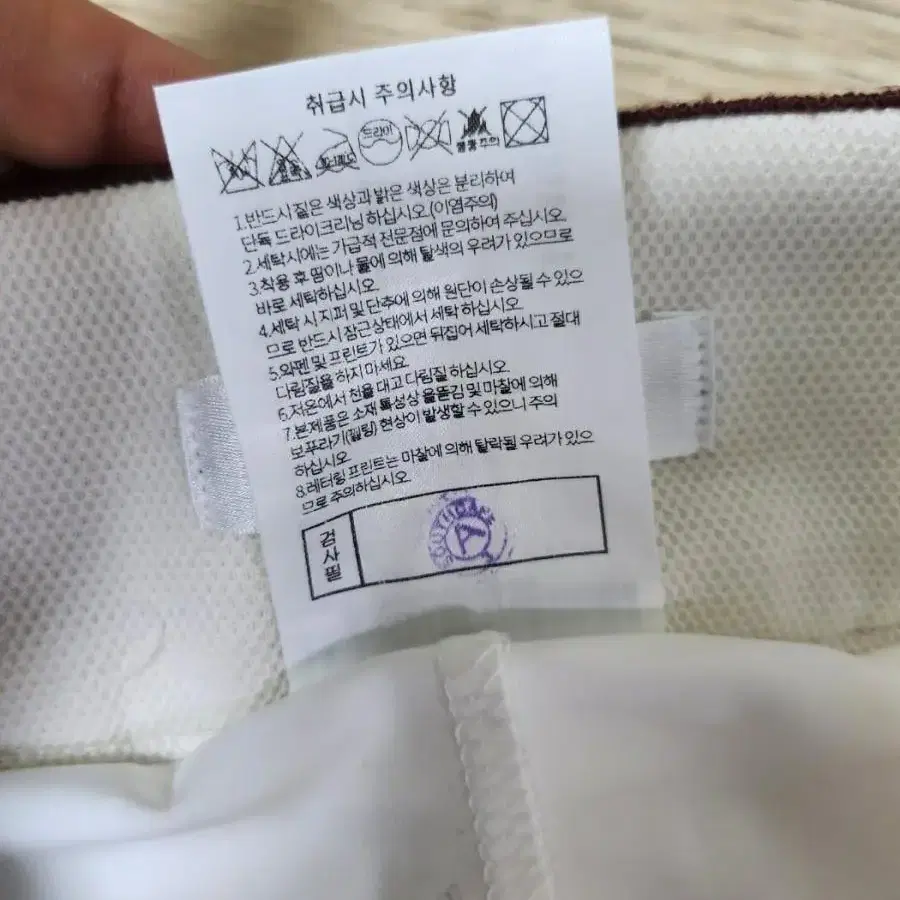 취급시 주의사항
드라이
형광주의
1.반드시 짙은 색상과 밝은 색상은 분리하여
단독 드라이크리닝 하십시오.(이염주의)
2.세탁시에는 가급적 전문점에 문의하여 주십시오.
3.착용 후 땀이나 물에 의해 탈색의 우려가 있으므로
바로 세탁하십시오.
4.세탁 시 지퍼 및 단추에 의해 원단이 손상될 수 있으
므로 반드시 잠근상태에서 세탁 하십시오.
5.와펜 및 프린트가 있으면 뒤집어 세탁하시고 절대
다림질을 하지 마세요.
6.저온에서 천을 대고 다림질 하십시오.
7.본제품은 소재 특성상 올뜯김 및 마찰에 의해
보푸라기(필링) 현상이 발생할 수 있으니 주의
하십시오.
8.레터링 프린트는 마찰에 의해 탈락될 우려가 있으
므로 주의하십시오.
검사필
SOUTHCAPE
A